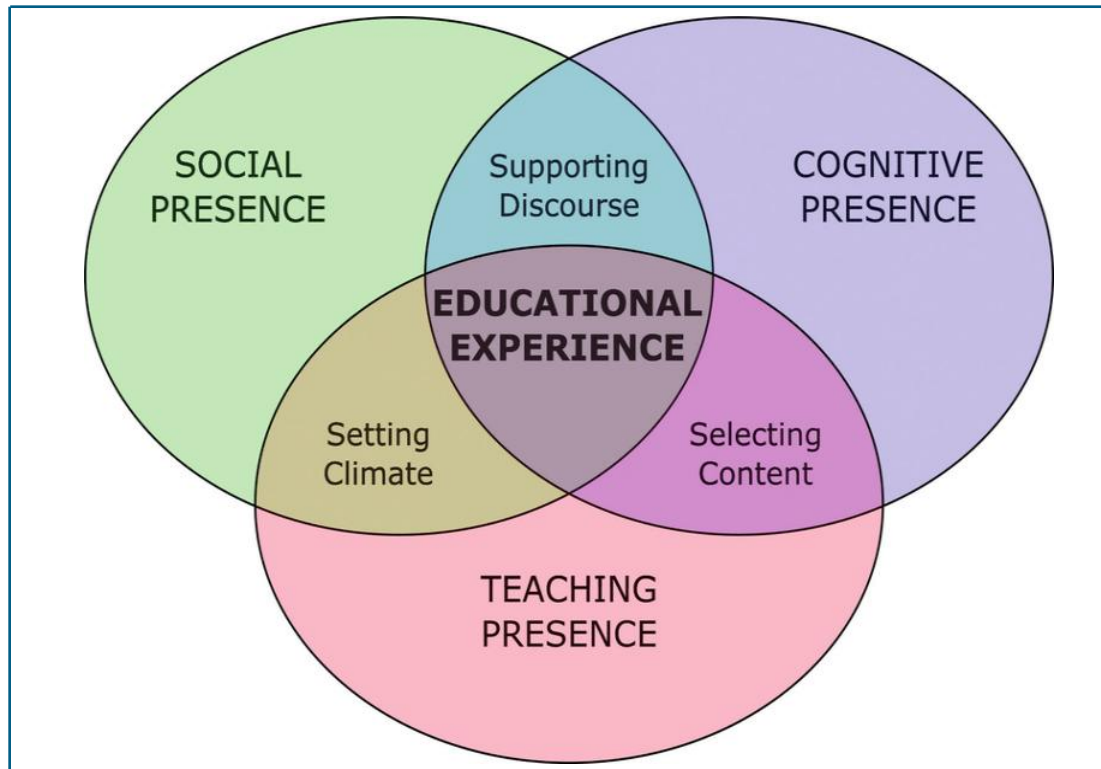 SOCIAL
PRESENCE
Supporting
Discourse
COGNITIVE
PRESENCE
EDUCATIONAL
EXPERIENCE
Setting
Climate
Selecting
Content
TEACHING
PRESENCE